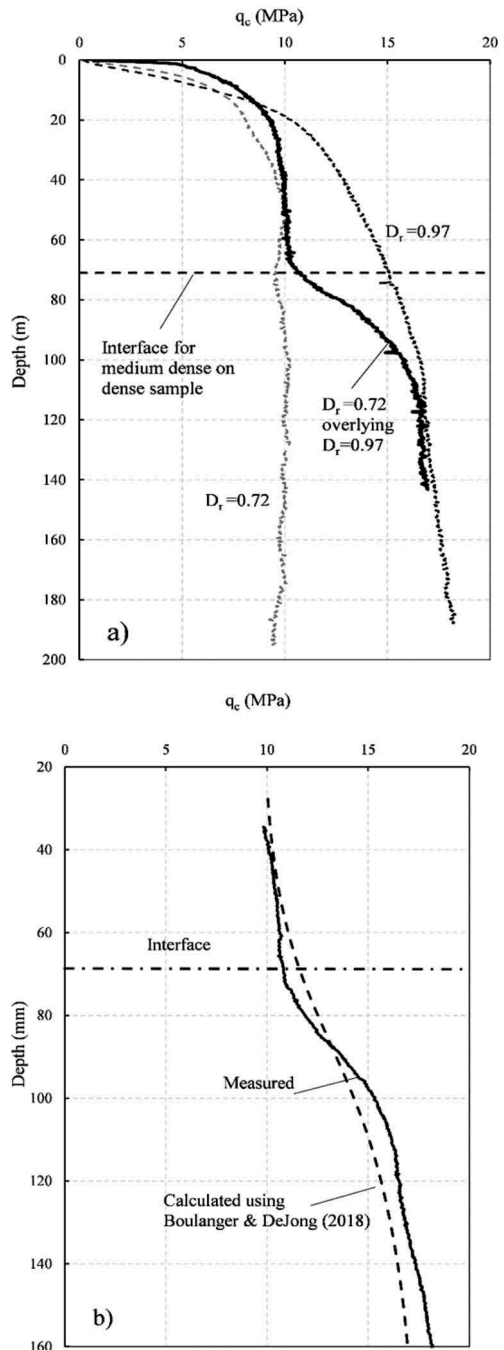 q_c (MPa)
0 5 10 15 20
0
20
40
60
80
100
120
140
160
180
200
Depth (m)
D_r =0.97
Interface for
medium dense on
dense sample
D_r=0.72
overlying
D_r=0.97
D_r =0.72
a)
q_c (MPa)
0 5 10 15 20
20
40
60
80
100
120
140
160
Depth (mm)
Interface
Measured
Calculated using
Boulanger & DeJong (2018)
b)